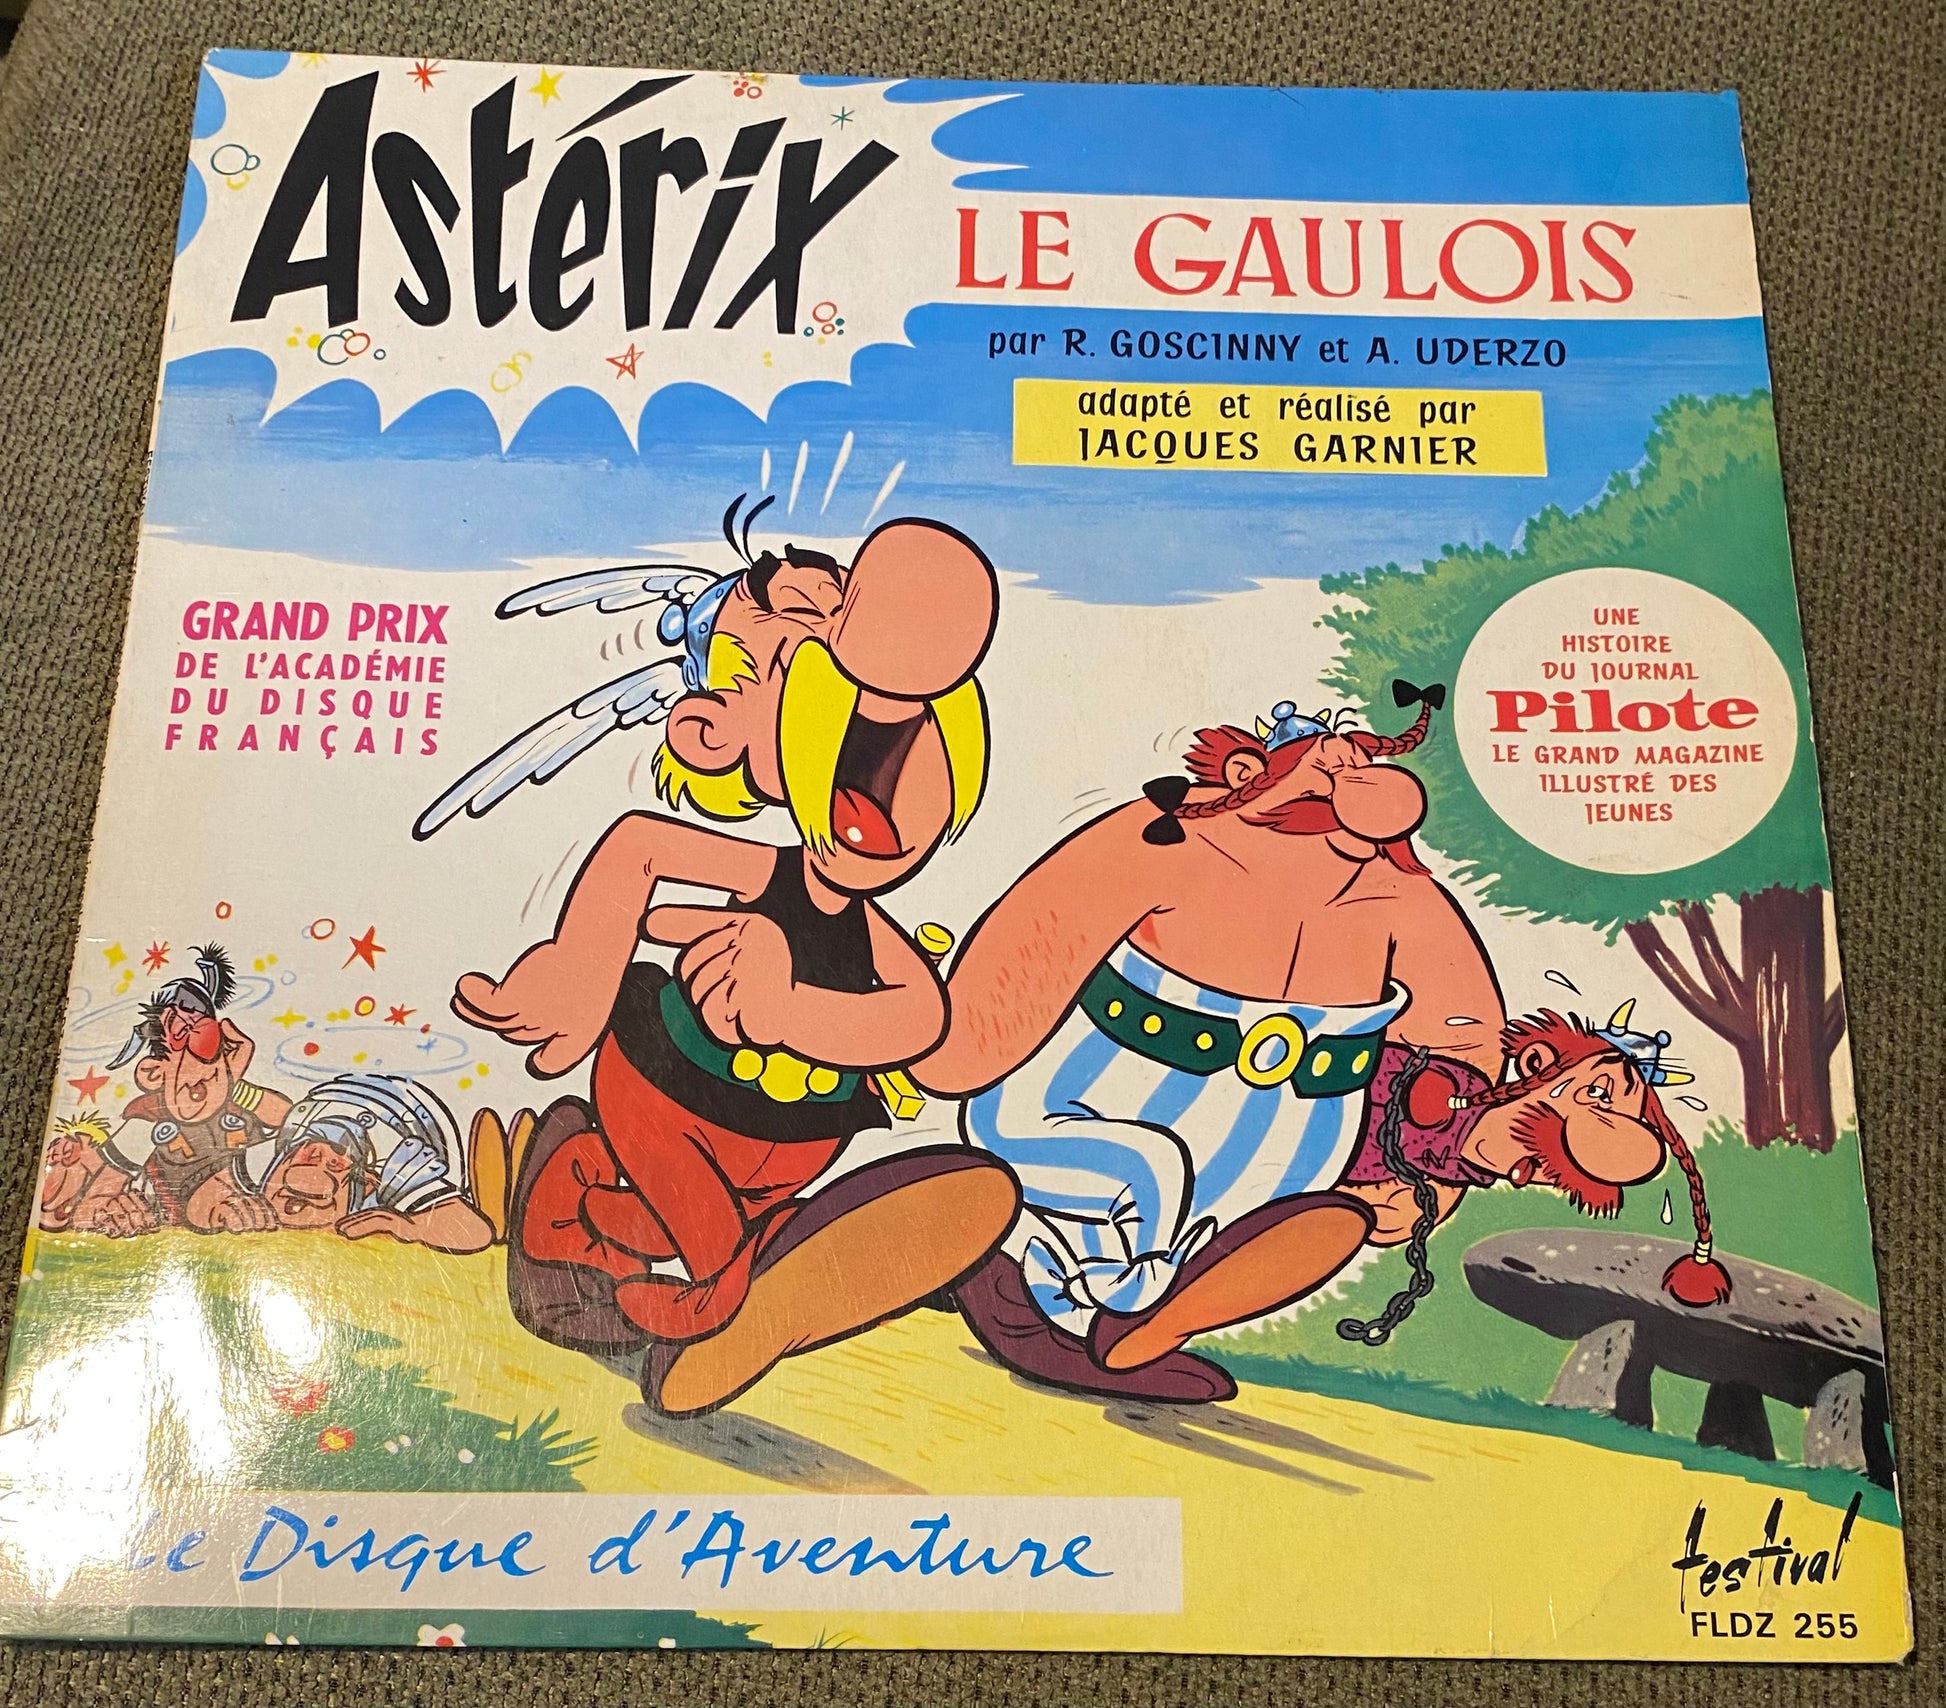 Astérix
LE GAULOIS
par R. GOSCINNY et A. UDERZO
adapté et réalisé par
JACQUES GARNIER
GRAND PRIX
DE L'ACADÉMIE
DU DISQUE
FRANÇAIS
UNE
HISTOIRE
DU JOURNAL
Pilote
LE GRAND MAGAZINE
ILLUSTRÉ DES
JEUNES
Le Disque d'Aventure
festival
FLDZ 255